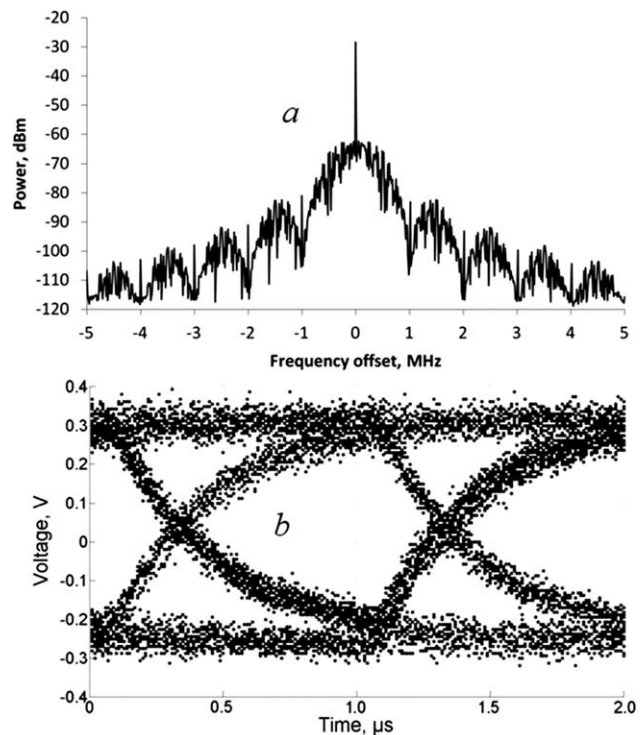 -20
-30
-40
-50
-60
-70
-80
-90
-100
-110
-120
Power, dBm
a
-5 -4 -3 -2 -1 0 1 2 3 4 5
Frequency offset, MHz
0.4
0.3
0.2
0.1
0
-0.1
-0.2
-0.3
-0.4
Voltage, V
b
0 0.5 1.0 1.5 2.0
Time, µs